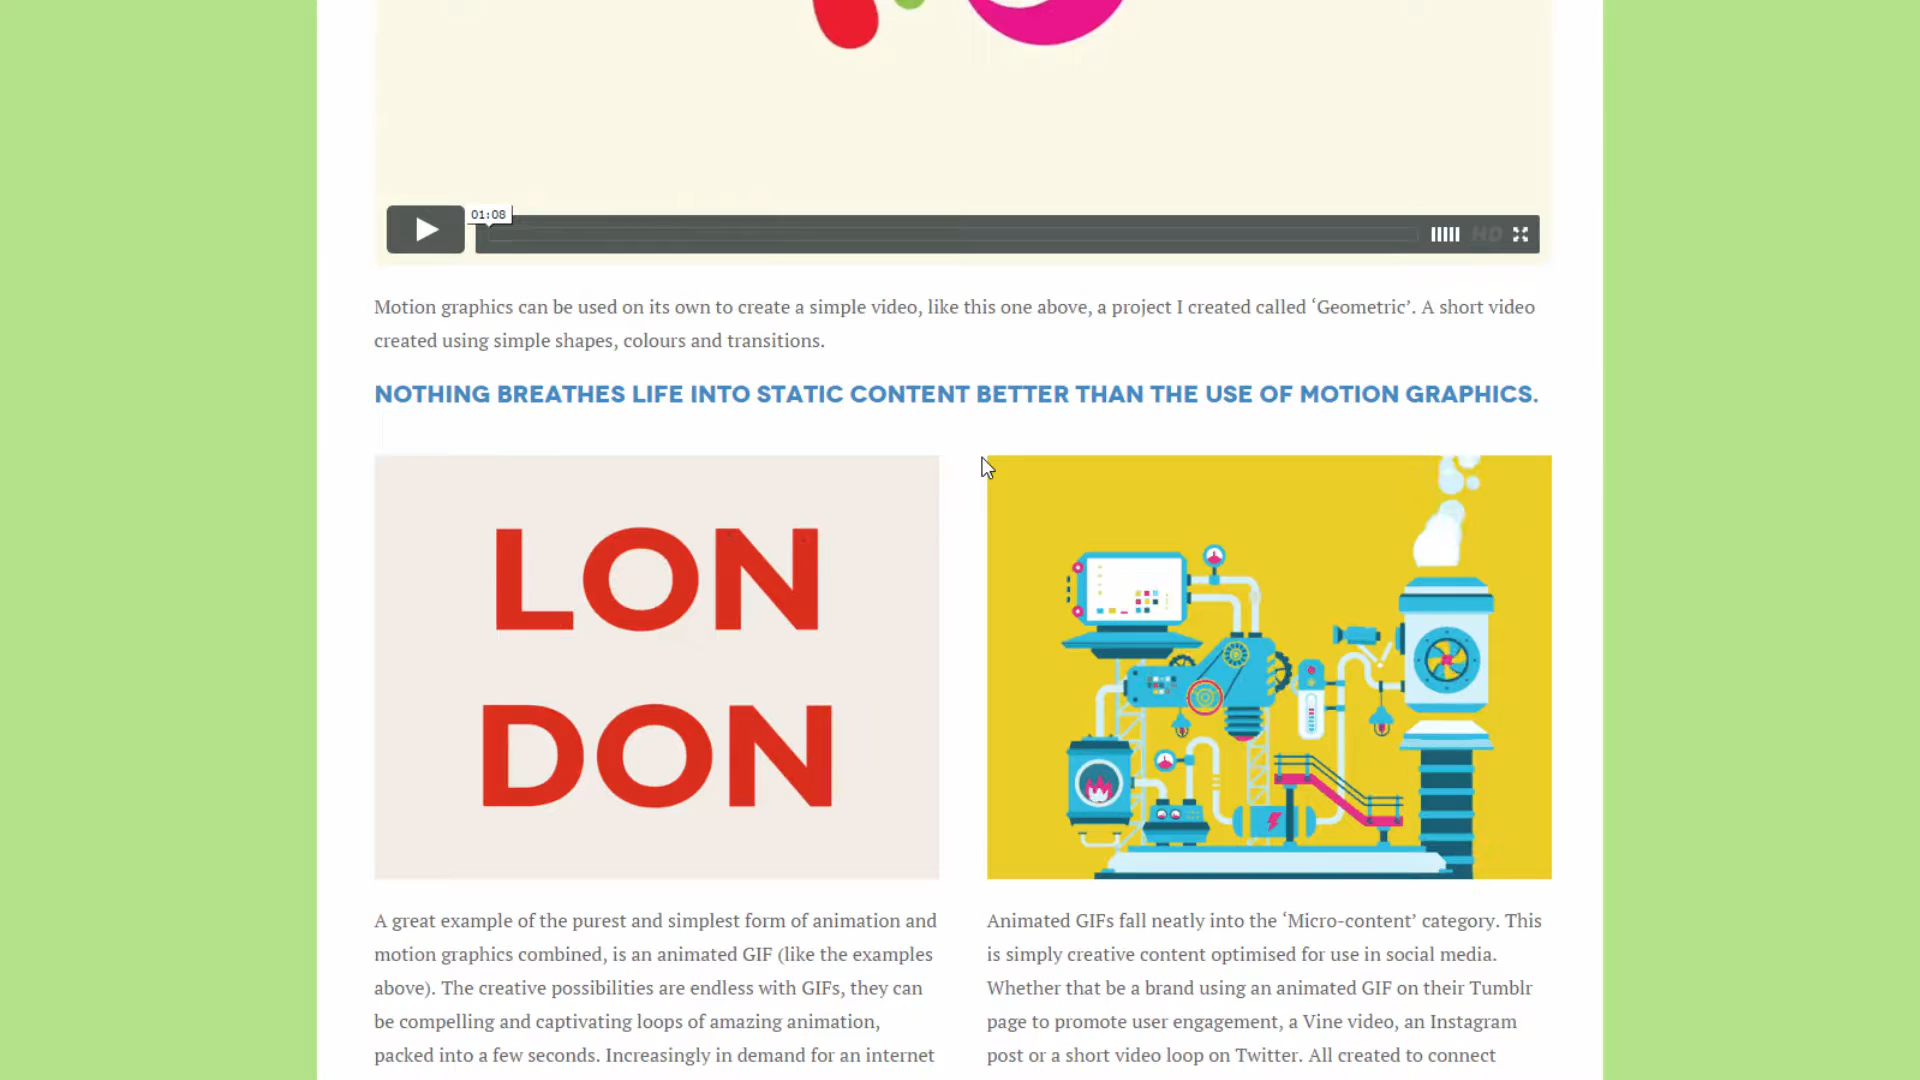 01:08
HD
Motion graphics can be used on its own to create a simple video, like this one above, a project I created called ‘Geometric’. A short video
created using simple shapes, colours and transitions.
NOTHING BREATHES LIFE INTO STATIC CONTENT BETTER THAN THE USE OF MOTION GRAPHICS.
LON
DON
A great example of the purest and simplest form of animation and
motion graphics combined, is an animated GIF (like the examples
above). The creative possibilities are endless with GIFs, they can
be compelling and captivating loops of amazing animation,
packed into a few seconds. Increasingly in demand for an internet
Animated GIFs fall neatly into the ‘Micro-content’ category. This
is simply creative content optimised for use in social media.
Whether that be a brand using an animated GIF on their Tumblr
page to promote user engagement, a Vine video, an Instagram
post or a short video loop on Twitter. All created to connect